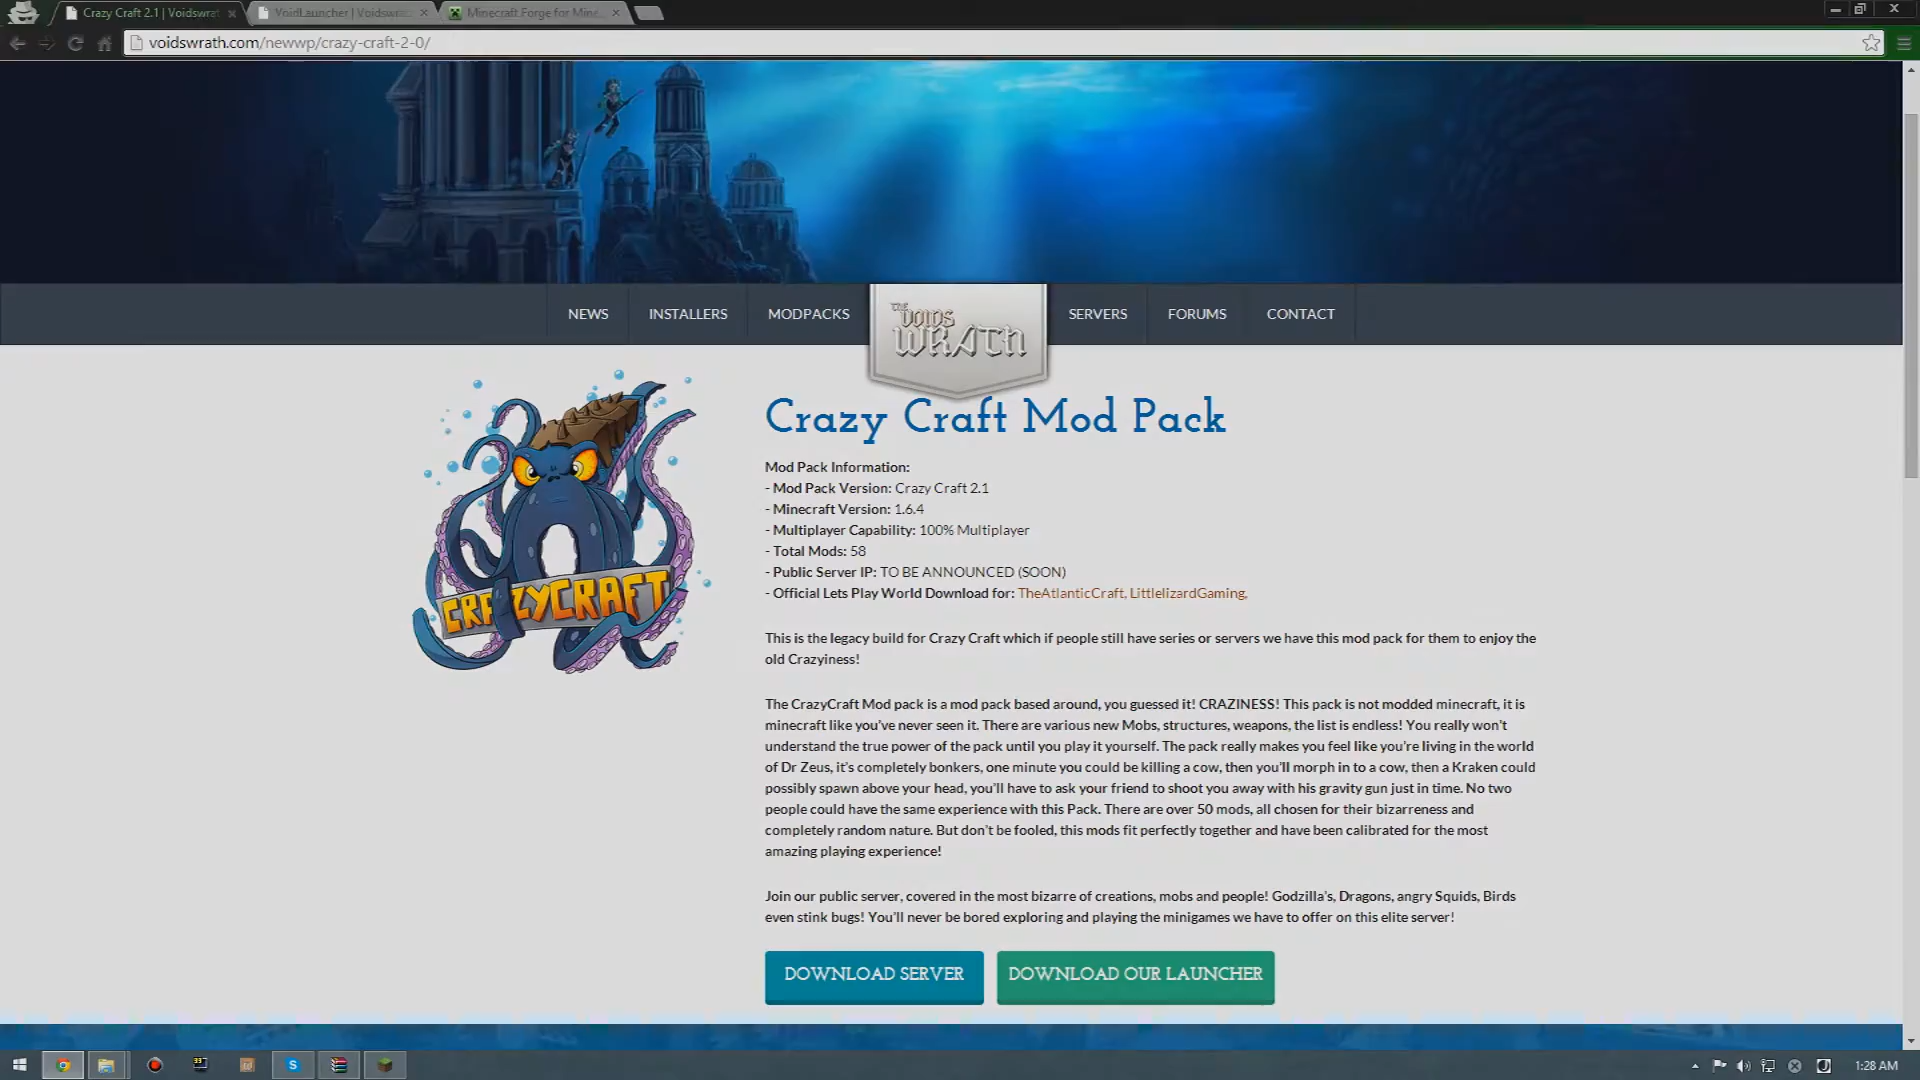 Crazy Craft 2.1 | Voidswrat
VoidLauncher | Voidswra
Minecraft Forge for Mine
voidswrath.com/newwp/crazy-craft-2-0/
NEWS
INSTALLERS
MODPACKS
THE VOIDS WRATH
SERVERS
FORUMS
CONTACT
CRAZYCRAFT
Crazy Craft Mod Pack
Mod Pack Information:
- Mod Pack Version: Crazy Craft 2.1
- Minecraft Version: 1.6.4
- Multiplayer Capability: 100% Multiplayer
- Total Mods: 58
- Public Server IP: TO BE ANNOUNCED (SOON)
- Official Lets Play World Download for: TheAtlanticCraft, LittlelizardGaming,
This is the legacy build for Crazy Craft which if people still have series or servers we have this mod pack for them to enjoy the
old Crazyiness!
The CrazyCraft Mod pack is a mod pack based around, you guessed it! CRAZINESS! This pack is not modded minecraft, it is
minecraft like you've never seen it. There are various new Mobs, structures, weapons, the list is endless! You really won't
understand the true power of the pack until you play it yourself. The pack really makes you feel like you're living in the world
of Dr Zeus, it's completely bonkers, one minute you could be killing a cow, then you'll morph in to a cow, then a Kraken could
possibly spawn above your head, you'll have to ask your friend to shoot you away with his gravity gun just in time. No two
people could have the same experience with this Pack. There are over 50 mods, all chosen for their bizarreness and
completely random nature. But don't be fooled, this mods fit perfectly together and have been calibrated for the most
amazing playing experience!
Join our public server, covered in the most bizarre of creations, mobs and people! Godzilla's, Dragons, angry Squids, Birds
even stink bugs! You'll never be bored exploring and playing the minigames we have to offer on this elite server!
DOWNLOAD SERVER
DOWNLOAD OUR LAUNCHER
1:28 AM